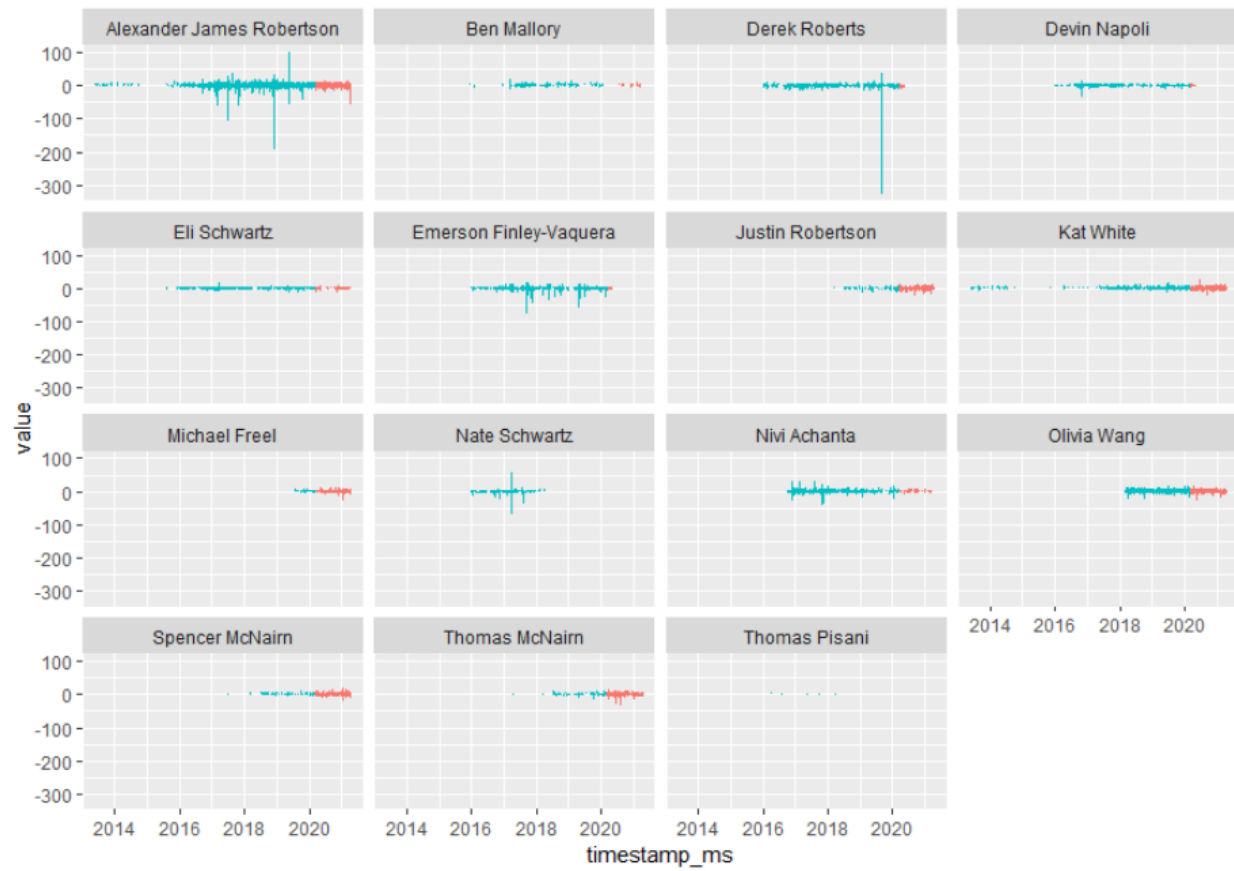 Alexander James Robertson Ben Mallory Derek Roberts Devin Napoli
100
0
-100
-200
-300
Eli Schwartz Emerson Finley-Vaquera Justin Robertson Kat White
100
0
-100
-200
-300
value
Michael Freel Nate Schwartz Nivi Achanta Olivia Wang
100
0
-100
-200
-300
2014 2016 2018 2020
Spencer McNairn Thomas McNairn Thomas Pisani
100
0
-100
-200
-300
2014 2016 2018 2020 2014 2016 2018 2020 2014 2016 2018 2020
timestamp_ms